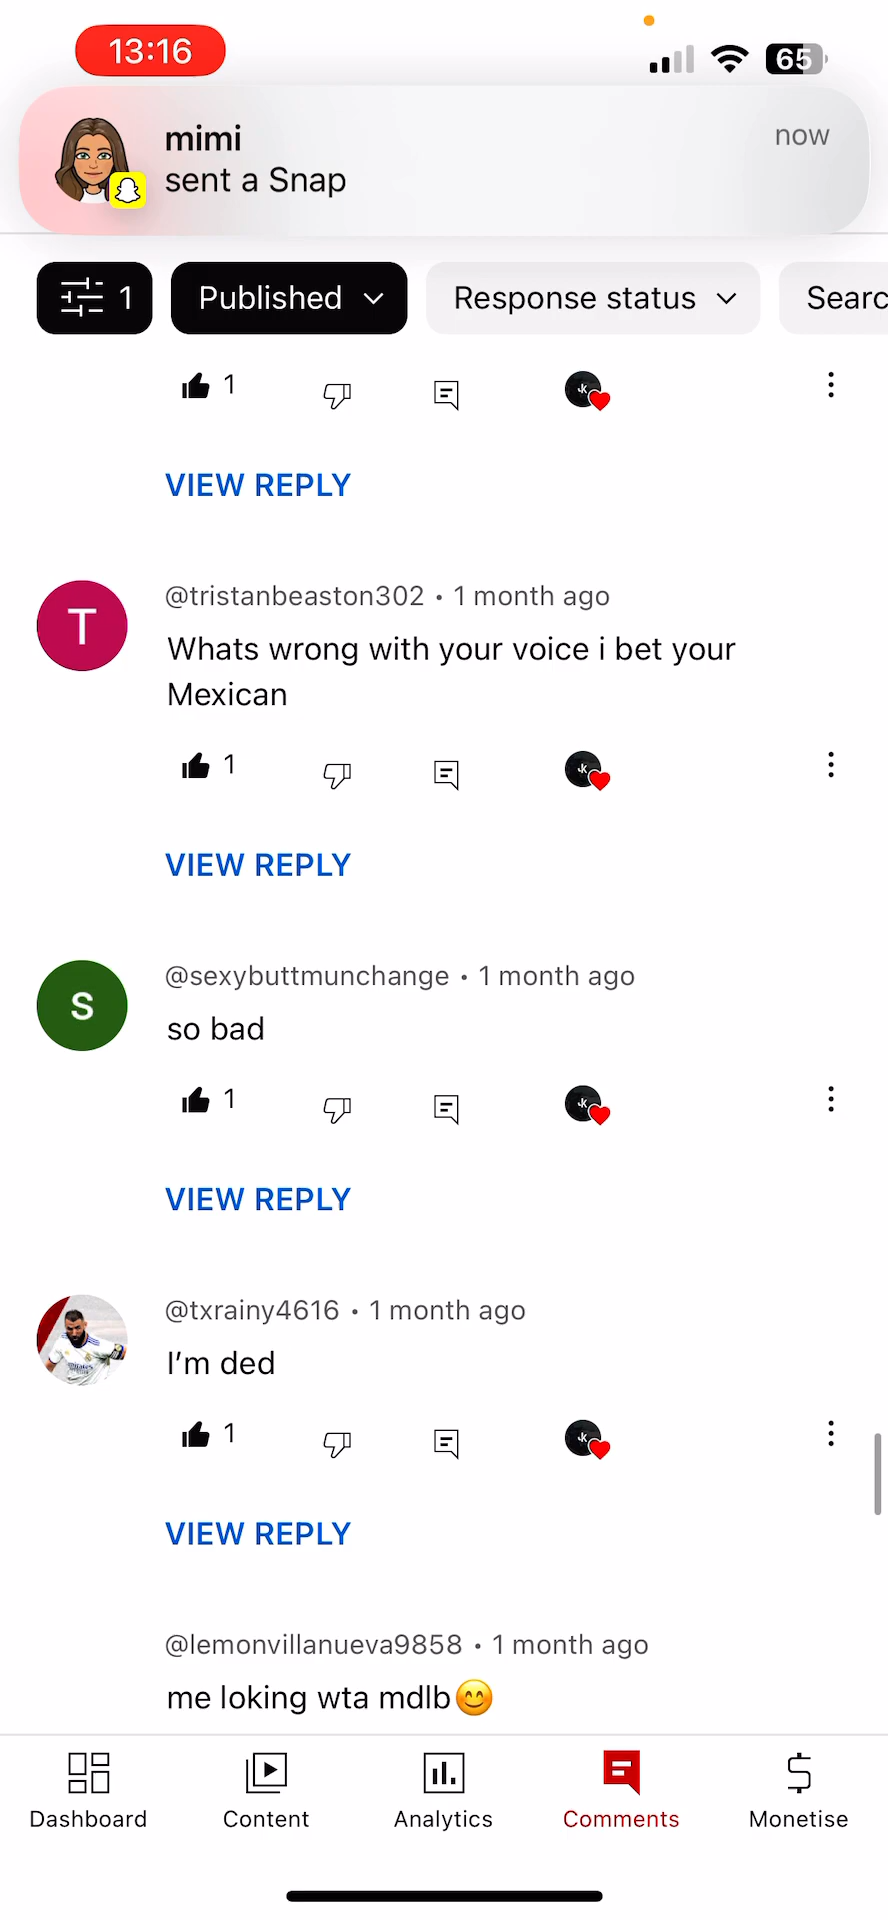 13:16
65
mimi
now
sent a Snap
1
Published
Response status
Searc
1
VIEW REPLY
T
@tristanbeaston302 • 1 month ago
Whats wrong with your voice i bet your
Mexican
1
VIEW REPLY
S
@sexybuttmunchange • 1 month ago
so bad
1
VIEW REPLY
@txrainy4616 • 1 month ago
I'm ded
1
VIEW REPLY
@lemonvillanueva9858 • 1 month ago
me loking wta mdlb😊
Dashboard
Content
Analytics
Comments
Monetise